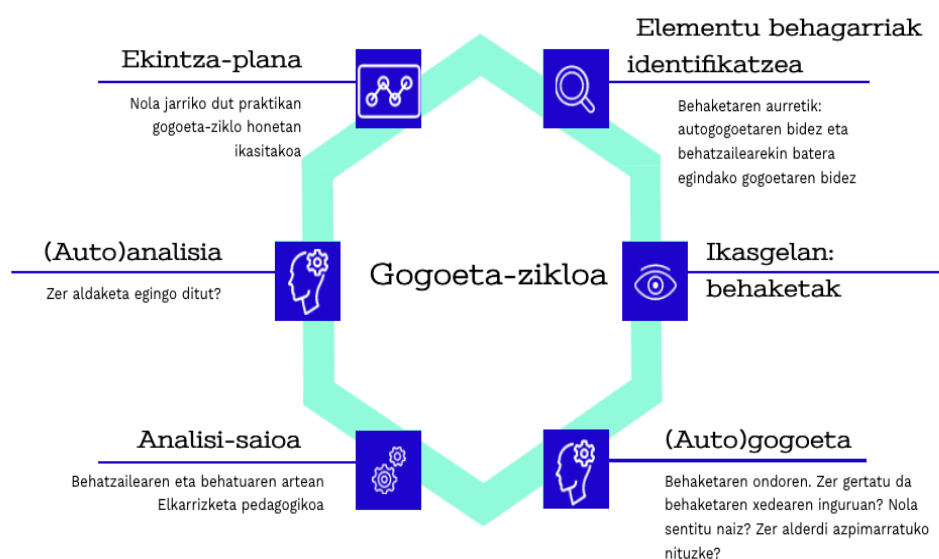 Elementu behagarriak
identifikatzea
Behaketaren aurretik:
autogogoetaren bidez eta
behatzailearekin batera
egindako gogoetaren bidez
Ikasgelan:
behaketak
(Auto)gogoeta
Behaketaren ondoren. Zer gertatu da
behaketaren xedearen inguruan? Nola
sentitu naiz? Zer alderdi azpimarratuko
nituzke?
Analisi-saioa
Behatzailearen eta behatuaren artean
Elkarrizketa pedagogikoa
(Auto)analisia
Zer aldaketa egingo ditut?
Ekintza-plana
Nola jarriko dut praktikan
gogoeta-ziklo honetan
ikasitakoa
Gogoeta-zikloa